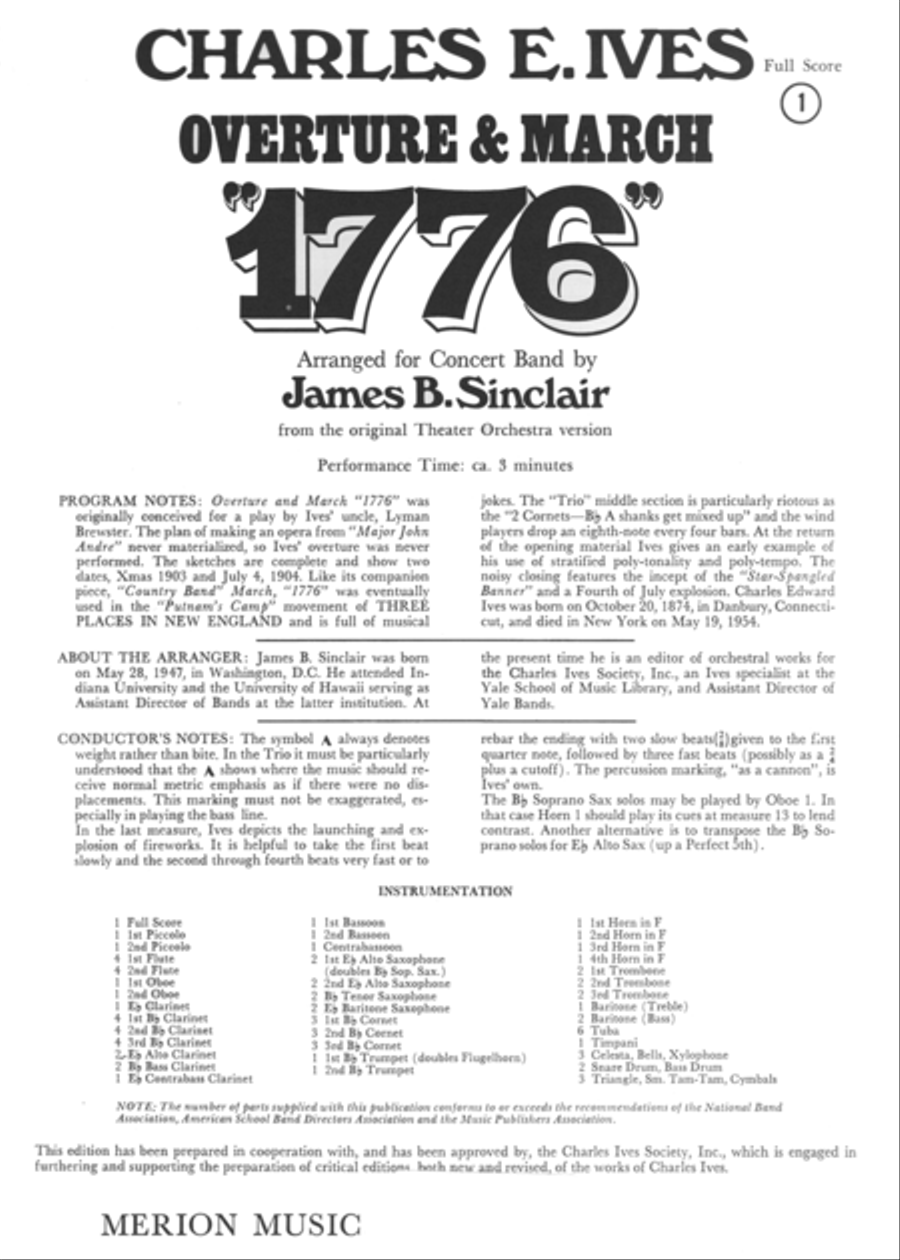 CHARLES E. IVES
Full Score
1
OVERTURE & MARCH
"1776"
Arranged for Concert Band by
James B. Sinclair
from the original Theater Orchestra version
Performance Time: ca. 3 minutes
PROGRAM NOTES: Overture and March "1776" was
originally conceived for a play by Ives' uncle, Lyman
Brewster. The plan of making an opera from "Major John
Andre" never materialized, so Ives' overture was never
performed. The sketches are complete and show two
dates, Xmas 1903 and July 4, 1904. Like its companion
piece, "Country Band" March, "1776" was eventually
used in the "Putnam's Camp" movement of THREE
PLACES IN NEW ENGLAND and is full of musical
jokes. The "Trio" middle section is particularly riotous as
the "2 Cornets—B♭ A shanks get mixed up" and the wind
players drop an eighth-note every four bars. At the return
of the opening material Ives gives an early example of
his use of stratified poly-tonality and poly-tempo. The
noisy closing features the incept of the "Star-Spangled
Banner" and a Fourth of July explosion. Charles Edward
Ives was born on October 20, 1874, in Danbury, Connecti-
cut, and died in New York on May 19, 1954.
ABOUT THE ARRANGER: James B. Sinclair was born
on May 28, 1947, in Washington, D.C. He attended In-
diana University and the University of Hawaii serving as
Assistant Director of Bands at the latter institution. At
the present time he is an editor of orchestral works for
the Charles Ives Society, Inc., an Ives specialist at the
Yale School of Music Library, and Assistant Director of
Yale Bands.
CONDUCTOR'S NOTES: The symbol ʌ always denotes
weight rather than bite. In the Trio it must be particularly
understood that the ʌ shows where the music should re-
ceive normal metric emphasis as if there were no dis-
placements. This marking must not be exaggerated, es-
pecially in playing the bass line.
In the last measure, Ives depicts the launching and ex-
plosion of fireworks. It is helpful to take the first beat
slowly and the second through fourth beats very fast or to
rebar the ending with two slow beats given to the first
quarter note, followed by three fast beats (possibly as a
plus a cutoff). The percussion marking, "as a cannon", is
Ives' own.
The B♭ Soprano Sax solos may be played by Oboe 1. In
that case Horn 1 should play its cues at measure 13 to lend
contrast. Another alternative is to transpose the B♭ So-
prano solos for E♭ Alto Sax (up a Perfect 5th).
INSTRUMENTATION
1 Full Score
1 1st Piccolo
1 2nd Piccolo
4 1st Flute
4 2nd Flute
1 1st Oboe
1 2nd Oboe
1 E♭ Clarinet
4 1st B♭ Clarinet
4 2nd B♭ Clarinet
4 3rd B♭ Clarinet
2 E♭ Alto Clarinet
2 B♭ Bass Clarinet
1 E♭ Contrabass Clarinet
1 1st Bassoon
1 2nd Bassoon
1 Contrabassoon
2 1st E♭ Alto Saxophone
(doubles B♭ Sop. Sax.)
2 2nd E♭ Alto Saxophone
2 B♭ Tenor Saxophone
2 E♭ Baritone Saxophone
3 1st B♭ Cornet
3 2nd B♭ Cornet
3 3rd B♭ Cornet
1 1st B♭ Trumpet (doubles Flugelhorn)
1 2nd B♭ Trumpet
1 1st Horn in F
1 2nd Horn in F
1 3rd Horn in F
1 4th Horn in F
2 1st Trombone
2 2nd Trombone
2 3rd Trombone
1 Baritone (Treble)
2 Baritone (Bass)
6 Tuba
1 Timpani
3 Celesta, Bells, Xylophone
2 Snare Drum, Bass Drum
3 Triangle, Sm. Tam-Tam, Cymbals
NOTE: The number of parts supplied with this publication conforms to or exceeds the recommendations of the National Band
Association, American School Band Directors Association and the Music Publishers Association.
This edition has been prepared in cooperation with, and has been approved by, the Charles Ives Society, Inc., which is engaged in
furthering and supporting the preparation of critical editions both new and revised, of the works of Charles Ives.
MERION MUSIC